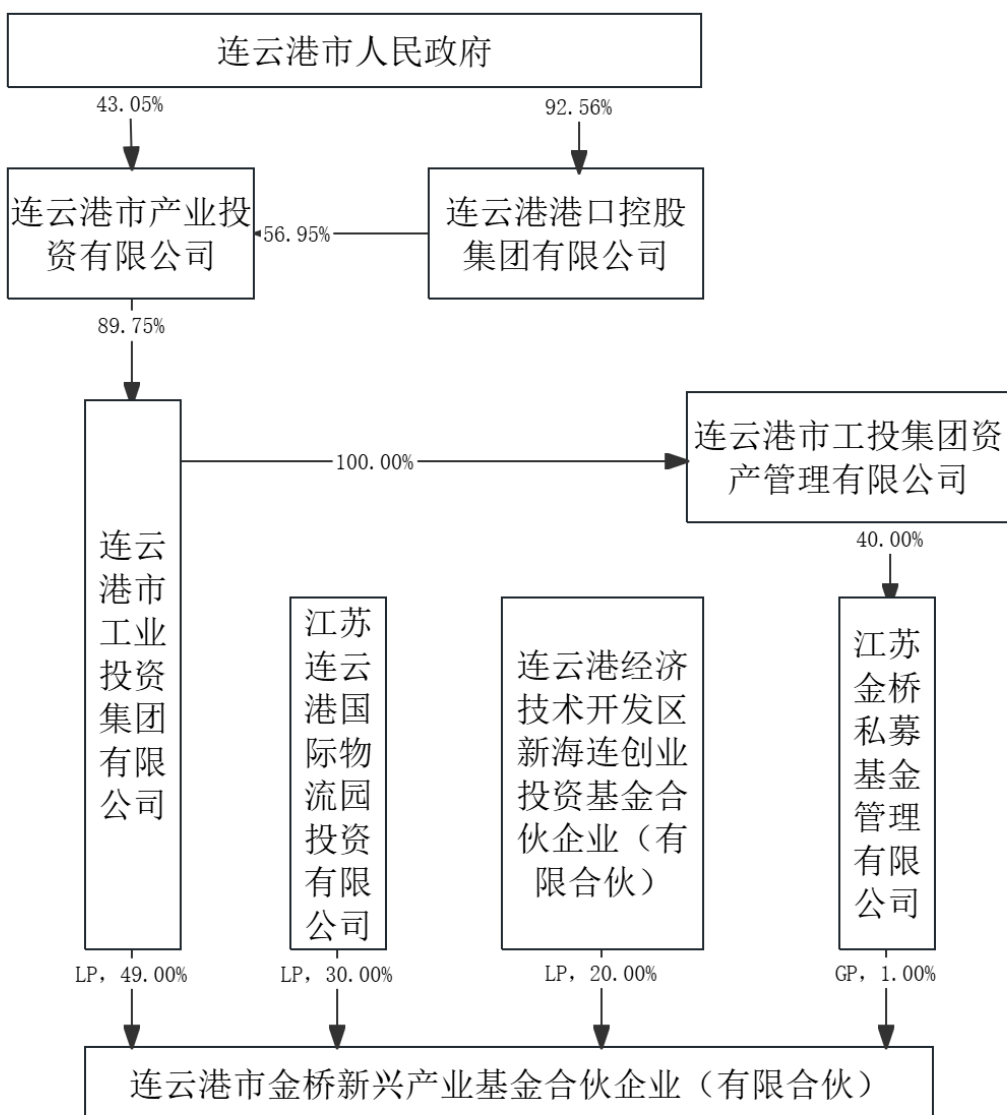 连云港市人民政府
43.05%
92.56%
连云港市产业投
资有限公司
56.95%
连云港港口控股
集团有限公司
89.75%
100.00%
连云港市工投集团资
产管理有限公司
40.00%
连云
港市
工业
投资
集团
有限
公司
江苏
连云
港国
际物
流园
投资
有限
公司
连云港经济
技术开发区
新海连创业
投资基金合
伙企业（有
限合伙）
江苏
金桥
私募
基金
管理
有限
公司
LP，49.00%
LP，30.00%
LP，20.00%
GP，1.00%
连云港市金桥新兴产业基金合伙企业（有限合伙）